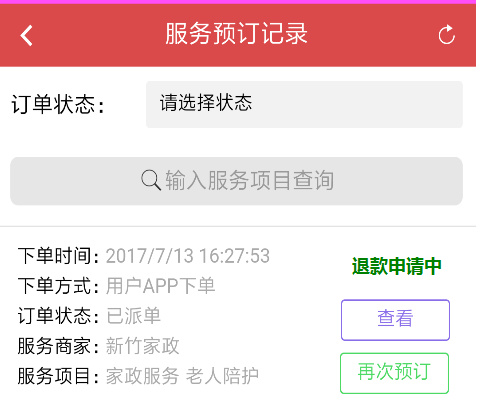 服务预订记录
订单状态： 请选择状态
输入服务项目查询
下单时间：2017/7/13 16:27:53
退款申请中
下单方式：用户APP下单
订单状态：已派单
查看
服务商家：新竹家政
服务项目：家政服务 老人陪护
再次预订